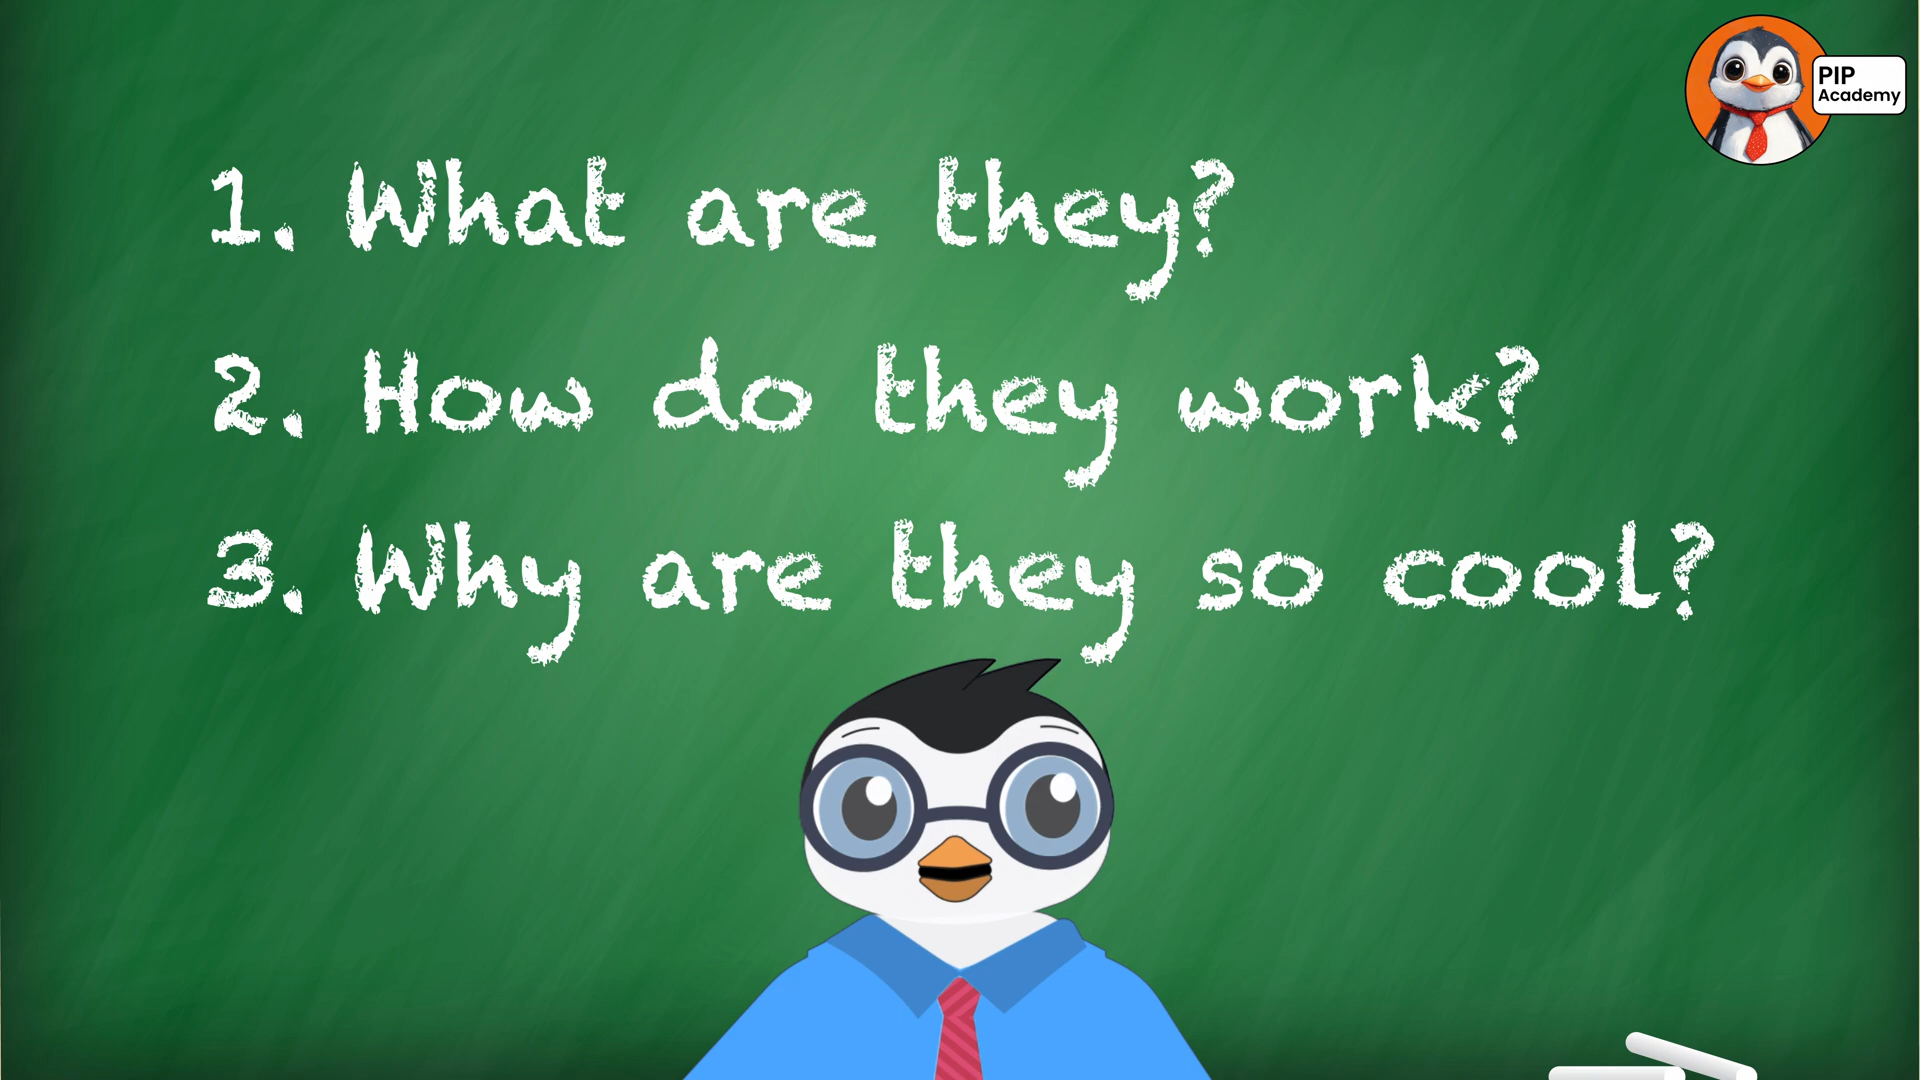 PIP
Academy
1. What are they?
2. How do they work?
3. Why are they so cool?